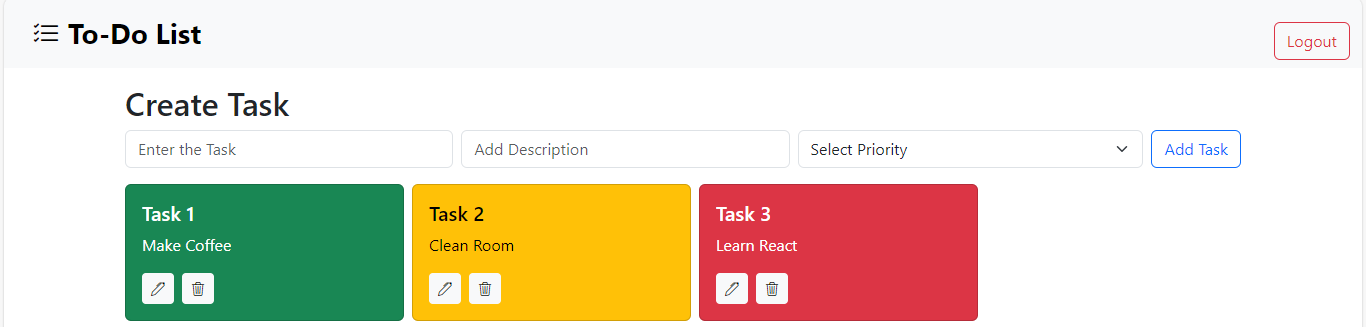 To-Do List
Logout
Create Task
Enter the Task
Add Description
Select Priority
Add Task
Task 1
Make Coffee
Task 2
Clean Room
Task 3
Learn React